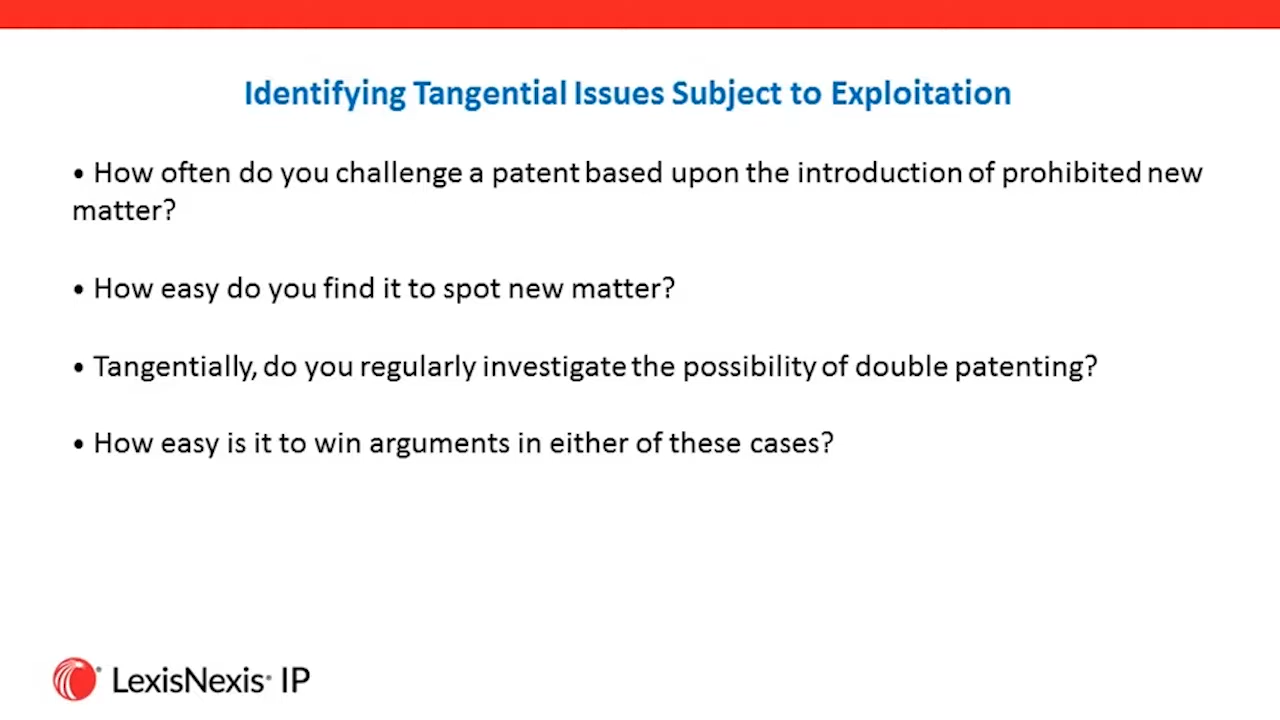 Identifying Tangential Issues Subject to Exploitation
• How often do you challenge a patent based upon the introduction of prohibited new
matter?
• How easy do you find it to spot new matter?
• Tangentially, do you regularly investigate the possibility of double patenting?
• How easy is it to win arguments in either of these cases?
LexisNexis® IP